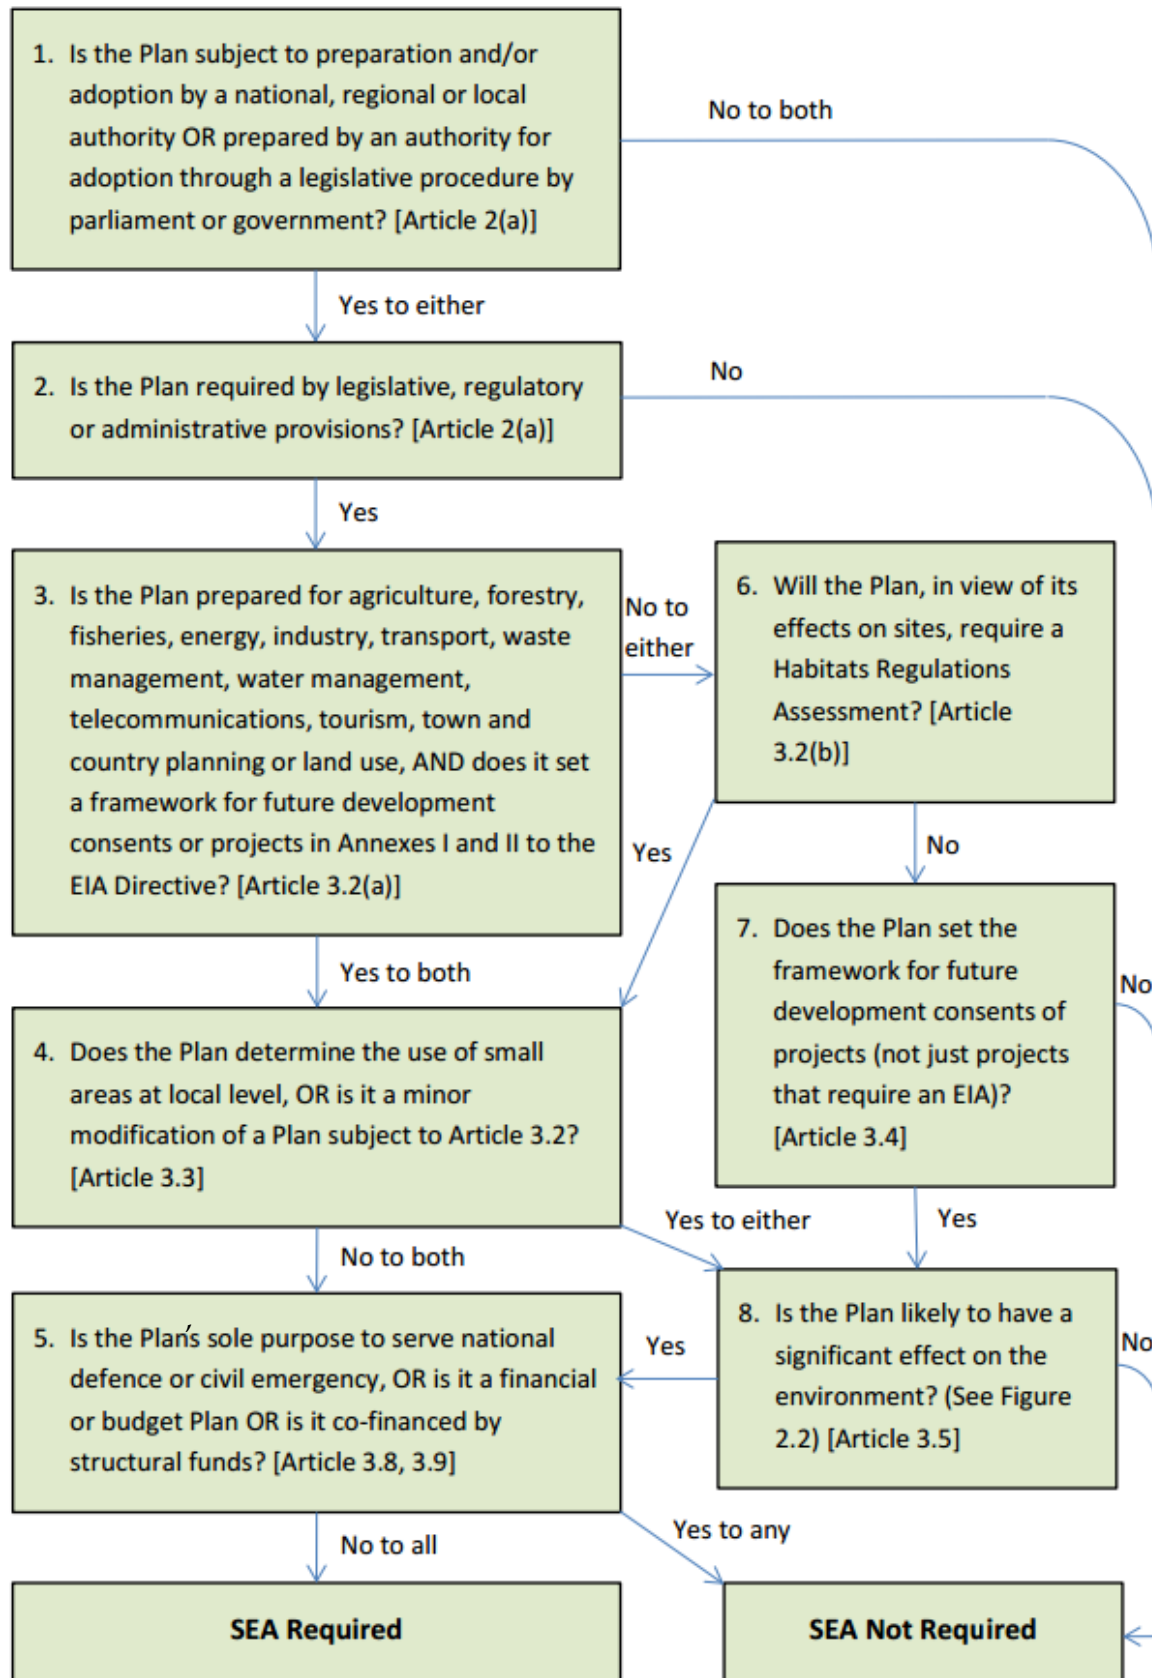 1. Is the Plan subject to preparation and/or
adoption by a national, regional or local
authority OR prepared by an authority for
adoption through a legislative procedure by
parliament or government? [Article 2(a)]
No to both
Yes to either
2. Is the Plan required by legislative, regulatory
or administrative provisions? [Article 2(a)]
No
Yes
3. Is the Plan prepared for agriculture, forestry,
fisheries, energy, industry, transport, waste
management, water management,
telecommunications, tourism, town and
country planning or land use, AND does it set
a framework for future development
consents or projects in Annexes I and II to the
EIA Directive? [Article 3.2(a)]
No to
either
6. Will the Plan, in view of its
effects on sites, require a
Habitats Regulations
Assessment? [Article
3.2(b)]
Yes
No
Yes to both
7. Does the Plan set the
framework for future
development consents of
projects (not just projects
that require an EIA)?
[Article 3.4]
No
4. Does the Plan determine the use of small
areas at local level, OR is it a minor
modification of a Plan subject to Article 3.2?
[Article 3.3]
Yes to either
Yes
No to both
5. Is the Plan's sole purpose to serve national
defence or civil emergency, OR is it a financial
or budget Plan OR is it co-financed by
structural funds? [Article 3.8, 3.9]
Yes
8. Is the Plan likely to have a
significant effect on the
environment? (See Figure
2.2) [Article 3.5]
No
No to all
Yes to any
SEA Required
SEA Not Required